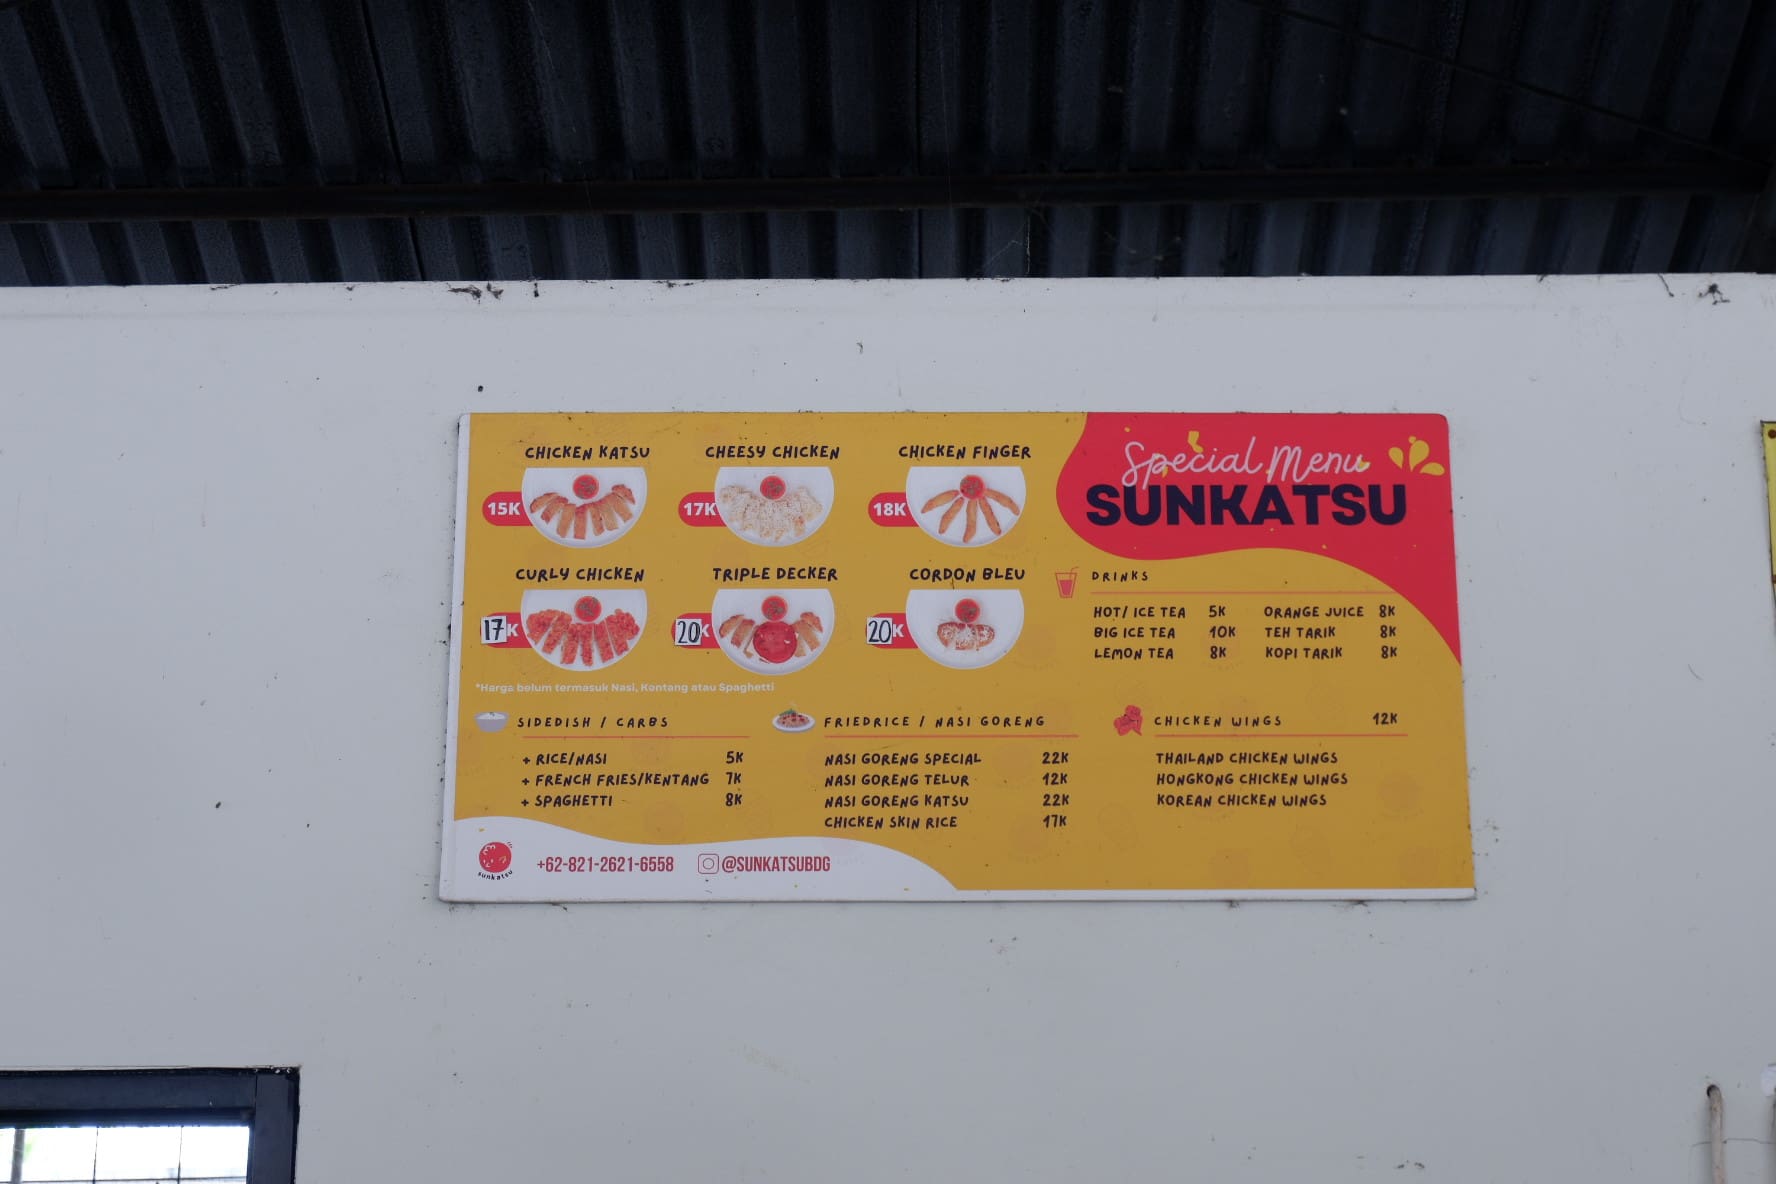 Special Menu
SUNKATSU
CHICKEN KATSU
15K
CHEESY CHICKEN
17K
CHICKEN FINGER
18K
CURLY CHICKEN
17K
TRIPLE DECKER
20K
CORDON BLEU
20K
*Harga belum termasuk Nasi, Kentang atau Spaghetti
DRINKS
HOT/ ICE TEA 5K
BIG ICE TEA 10K
LEMON TEA 8K
ORANGE JUICE 8K
TEH TARIK 8K
KOPI TARIK 8K
SIDEDISH / CARBS
+ RICE/NASI 5K
+ FRENCH FRIES/KENTANG 7K
+ SPAGHETTI 8K
FRIEDRICE / NASI GORENG
NASI GORENG SPECIAL 22K
NASI GORENG TELUR 12K
NASI GORENG KATSU 22K
CHICKEN SKIN RICE 17K
CHICKEN WINGS 12K
THAILAND CHICKEN WINGS
HONGKONG CHICKEN WINGS
KOREAN CHICKEN WINGS
sunkatsu
+62-821-2621-6558
@SUNKATSUBDG